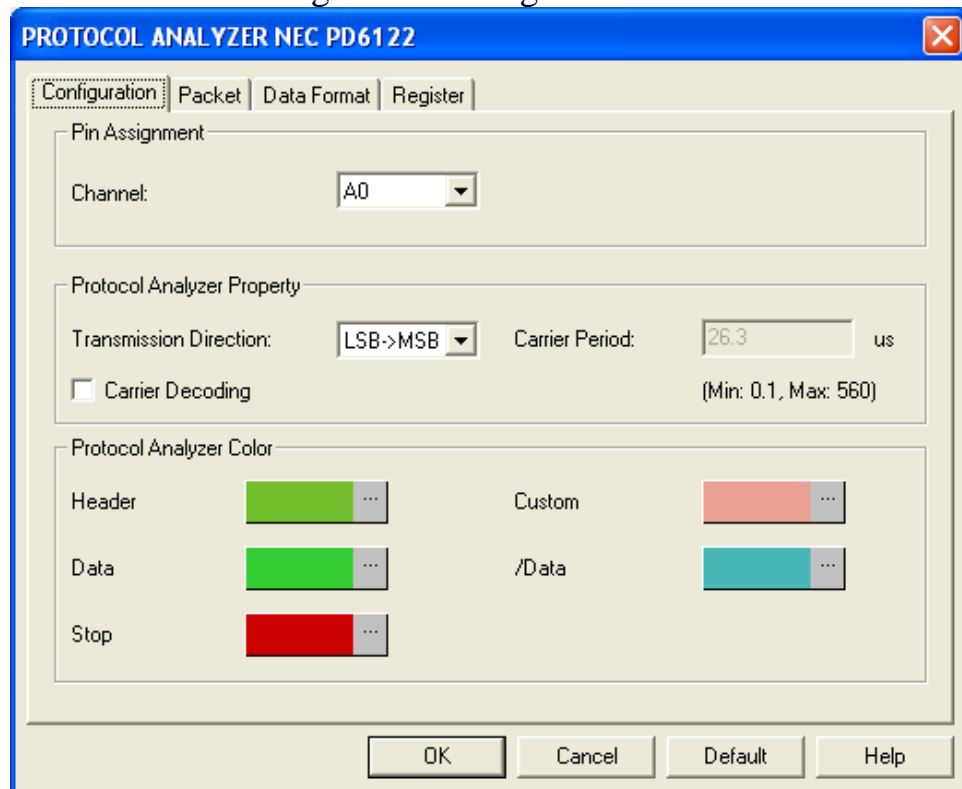 PROTOCOL ANALYZER NEC PD6122
Configuration Packet Data Format Register
Pin Assignment
Channel: A0
Protocol Analyzer Property
Transmission Direction: LSB->MSB Carrier Period: 26.3 us
Carrier Decoding (Min: 0.1, Max: 560)
Protocol Analyzer Color
Header ... Custom ...
Data ... /Data ...
Stop ...
OK Cancel Default Help